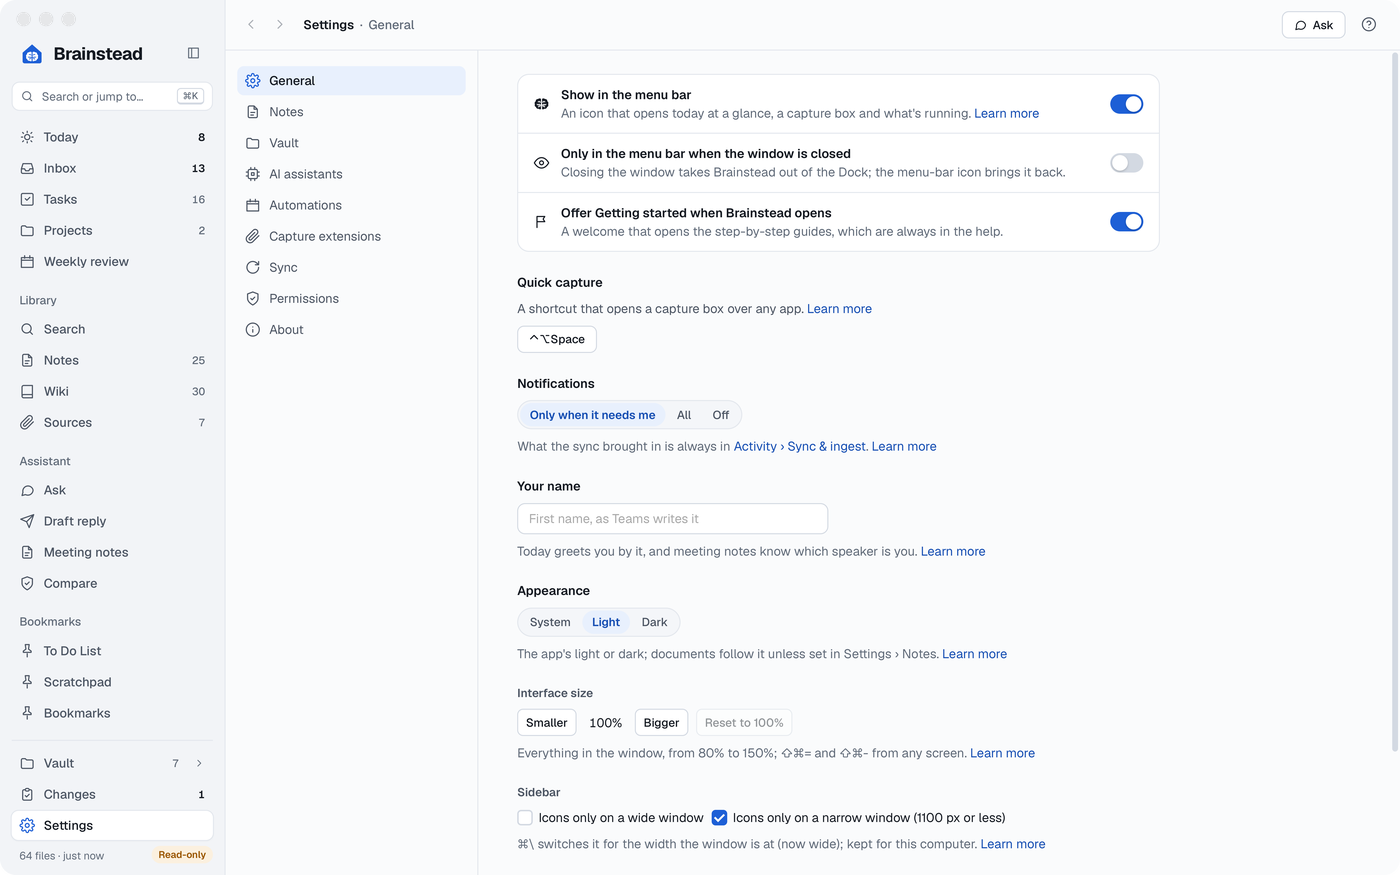 Brainstead
Search or jump to... ⌘K
Today 8
Inbox 13
Tasks 16
Projects 2
Weekly review
Library
Search
Notes 25
Wiki 30
Sources 7
Assistant
Ask
Draft reply
Meeting notes
Compare
Bookmarks
To Do List
Scratchpad
Bookmarks
Vault 7
Changes 1
Settings
64 files · just now Read-only
Settings · General
Ask
General
Notes
Vault
AI assistants
Automations
Capture extensions
Sync
Permissions
About
Show in the menu bar
An icon that opens today at a glance, a capture box and what's running. Learn more
Only in the menu bar when the window is closed
Closing the window takes Brainstead out of the Dock; the menu-bar icon brings it back.
Offer Getting started when Brainstead opens
A welcome that opens the step-by-step guides, which are always in the help.
Quick capture
A shortcut that opens a capture box over any app. Learn more
⌃⌥Space
Notifications
Only when it needs me All Off
What the sync brought in is always in Activity › Sync & ingest. Learn more
Your name
First name, as Teams writes it
Today greets you by it, and meeting notes know which speaker is you. Learn more
Appearance
System Light Dark
The app's light or dark; documents follow it unless set in Settings › Notes. Learn more
Interface size
Smaller 100% Bigger Reset to 100%
Everything in the window, from 80% to 150%; ⇧⌘= and ⇧⌘- from any screen. Learn more
Sidebar
Icons only on a wide window Icons only on a narrow window (1100 px or less)
⌘\ switches it for the width the window is at (now wide); kept for this computer. Learn more